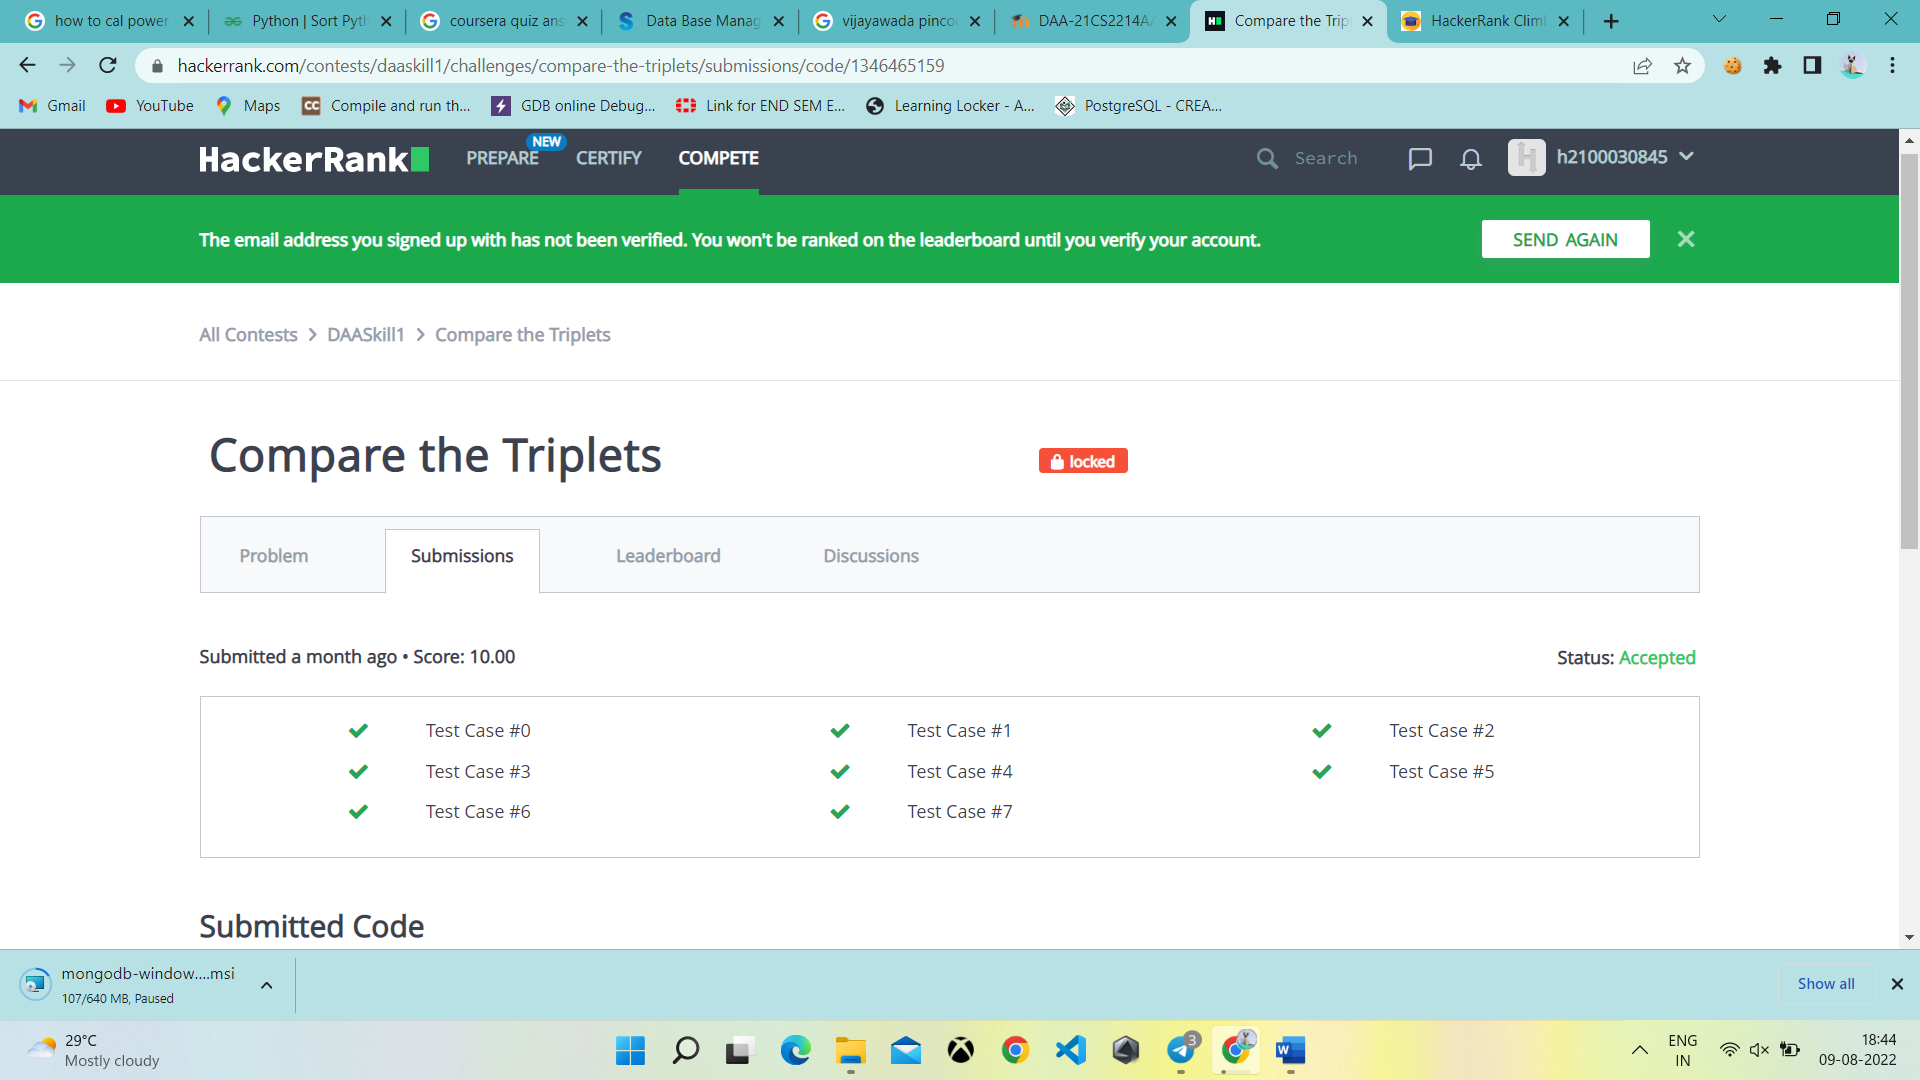 how to cal power
Python | Sort Pyth
coursera quiz ans
Data Base Manag
vijayawada pincod
DAA-21CS2214AA
Compare the Trip
HackerRank Climb
hackerrank.com/contests/daaskill1/challenges/compare-the-triplets/submissions/code/1346465159
Gmail
YouTube
Maps
CC
Compile and run th...
GDB online Debug...
Link for END SEM E...
Learning Locker - A...
PostgreSQL - CREA...
HackerRank
PREPARE
NEW
CERTIFY
COMPETE
Search
h2100030845
The email address you signed up with has not been verified. You won't be ranked on the leaderboard until you verify your account.
SEND AGAIN
All Contests > DAASkill1 > Compare the Triplets
Compare the Triplets
locked
Problem
Submissions
Leaderboard
Discussions
Submitted a month ago • Score: 10.00
Status: Accepted
Test Case #0
Test Case #1
Test Case #2
Test Case #3
Test Case #4
Test Case #5
Test Case #6
Test Case #7
Submitted Code
mongodb-window....msi
107/640 MB, Paused
Show all
29°C
Mostly cloudy
3
ENG
IN
18:44
09-08-2022